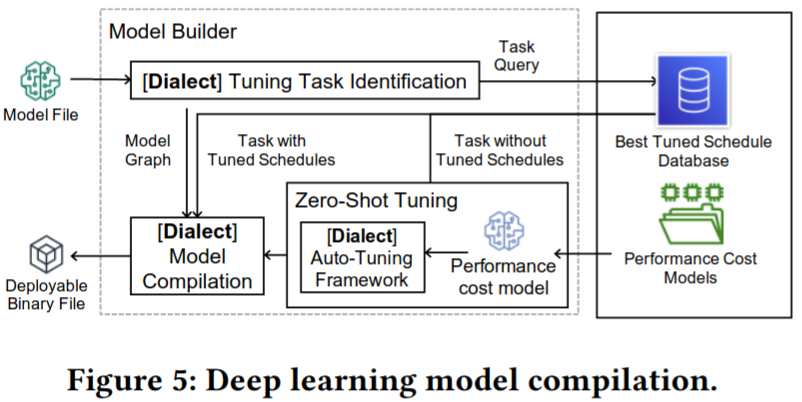 Model Builder
Model File
[Dialect] Tuning Task Identification
Task
Query
Best Tuned Schedule
Database
Model
Graph
Task with
Tuned Schedules
Task without
Tuned Schedules
Zero-Shot Tuning
[Dialect]
Model
Compilation
[Dialect]
Auto-Tuning
Framework
Performance
cost model
Performance Cost
Models
Deployable
Binary File
Figure 5: Deep learning model compilation.